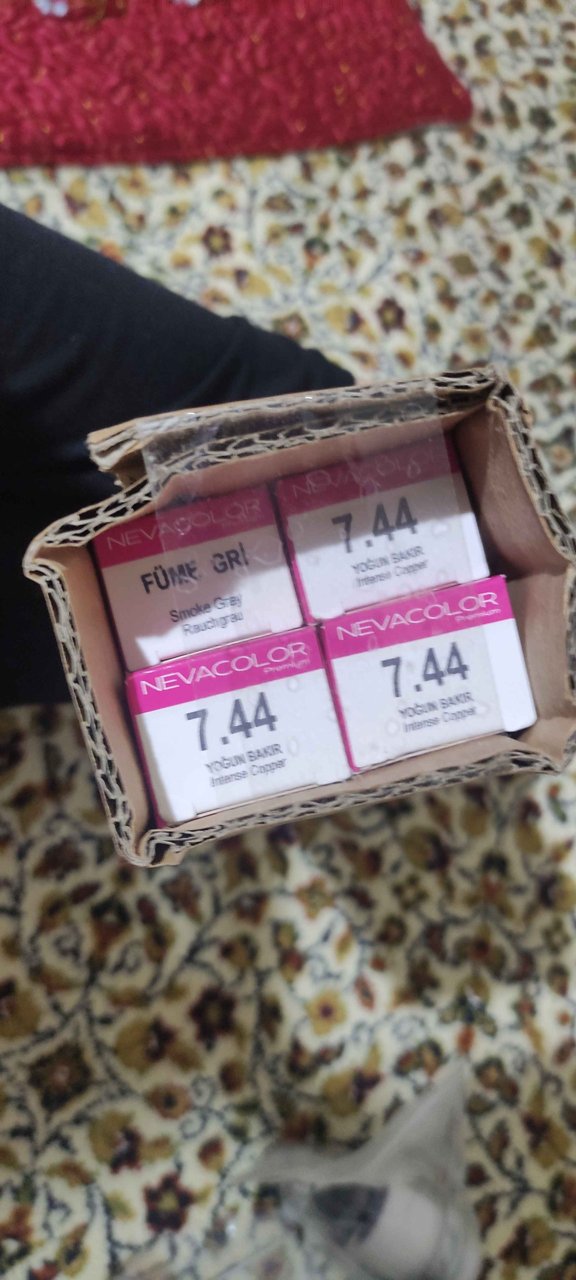 NEVACOLOR
FÜME GRİ
Smoke Gray
Rauchgrau
NEVACOLOR
7.44
YOĞUN BAKIR
Intense Copper
NEVACOLOR
Premium
7.44
YOĞUN BAKIR
Intense Copper
NEVACOLOR
Premium
7.44
YOĞUN BAKIR
Intense Copper